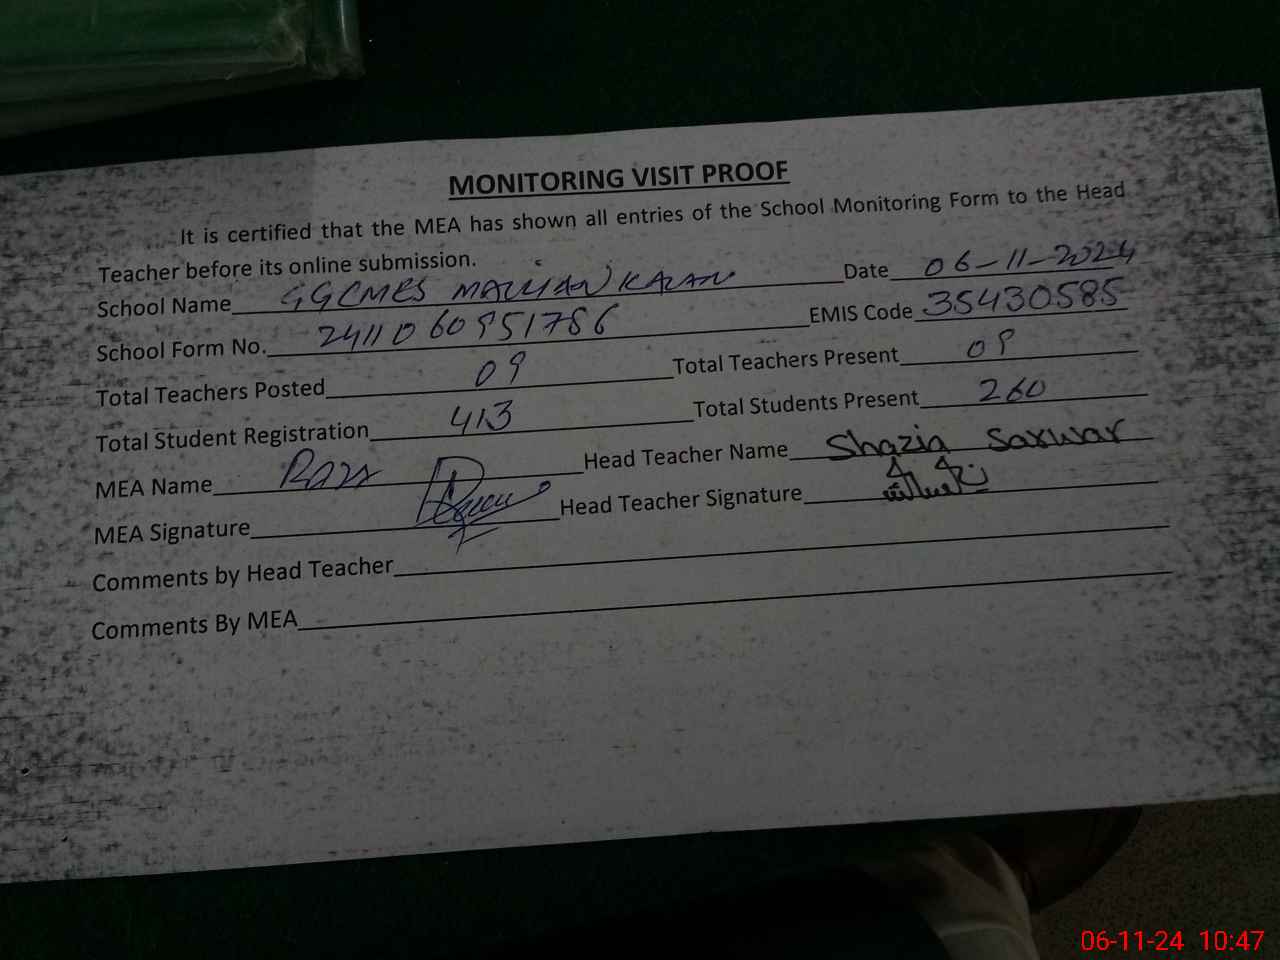 MONITORING VISIT PROOF
It is certified that the MEA has shown all entries of the School Monitoring Form to the Head
Teacher before its online submission.
School Name GGCMES MALLIAN KALAN Date 06-11-2024
School Form No. 2411060951786 EMIS Code 35430585
Total Teachers Posted 09 Total Teachers Present 09
Total Student Registration 413 Total Students Present 260
MEA Name Raza Head Teacher Name Shazia Sarwar
MEA Signature Head Teacher Signature
Comments by Head Teacher
Comments By MEA
06-11-24 10:47